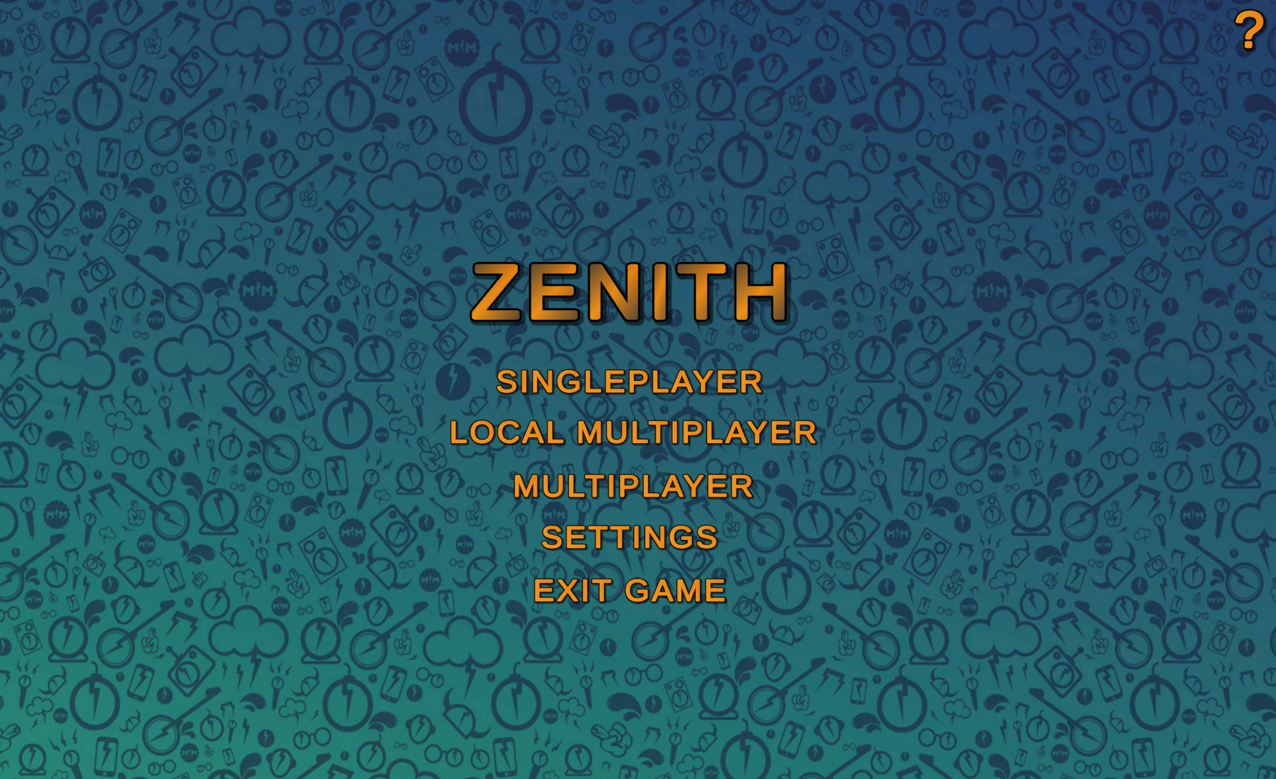 ?
ZENITH
SINGLEPLAYER
LOCAL MULTIPLAYER
MULTIPLAYER
SETTINGS
EXIT GAME